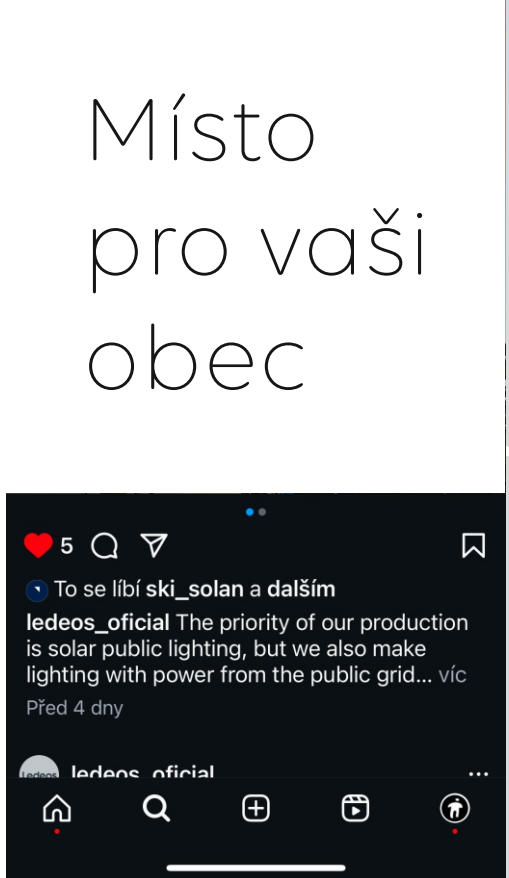 Místo
pro vaši
obec
5
To se líbí ski_solan a dalším
ledeos_oficial The priority of our production
is solar public lighting, but we also make
lighting with power from the public grid... víc
Před 4 dny
Ledeos
ledeos_oficial